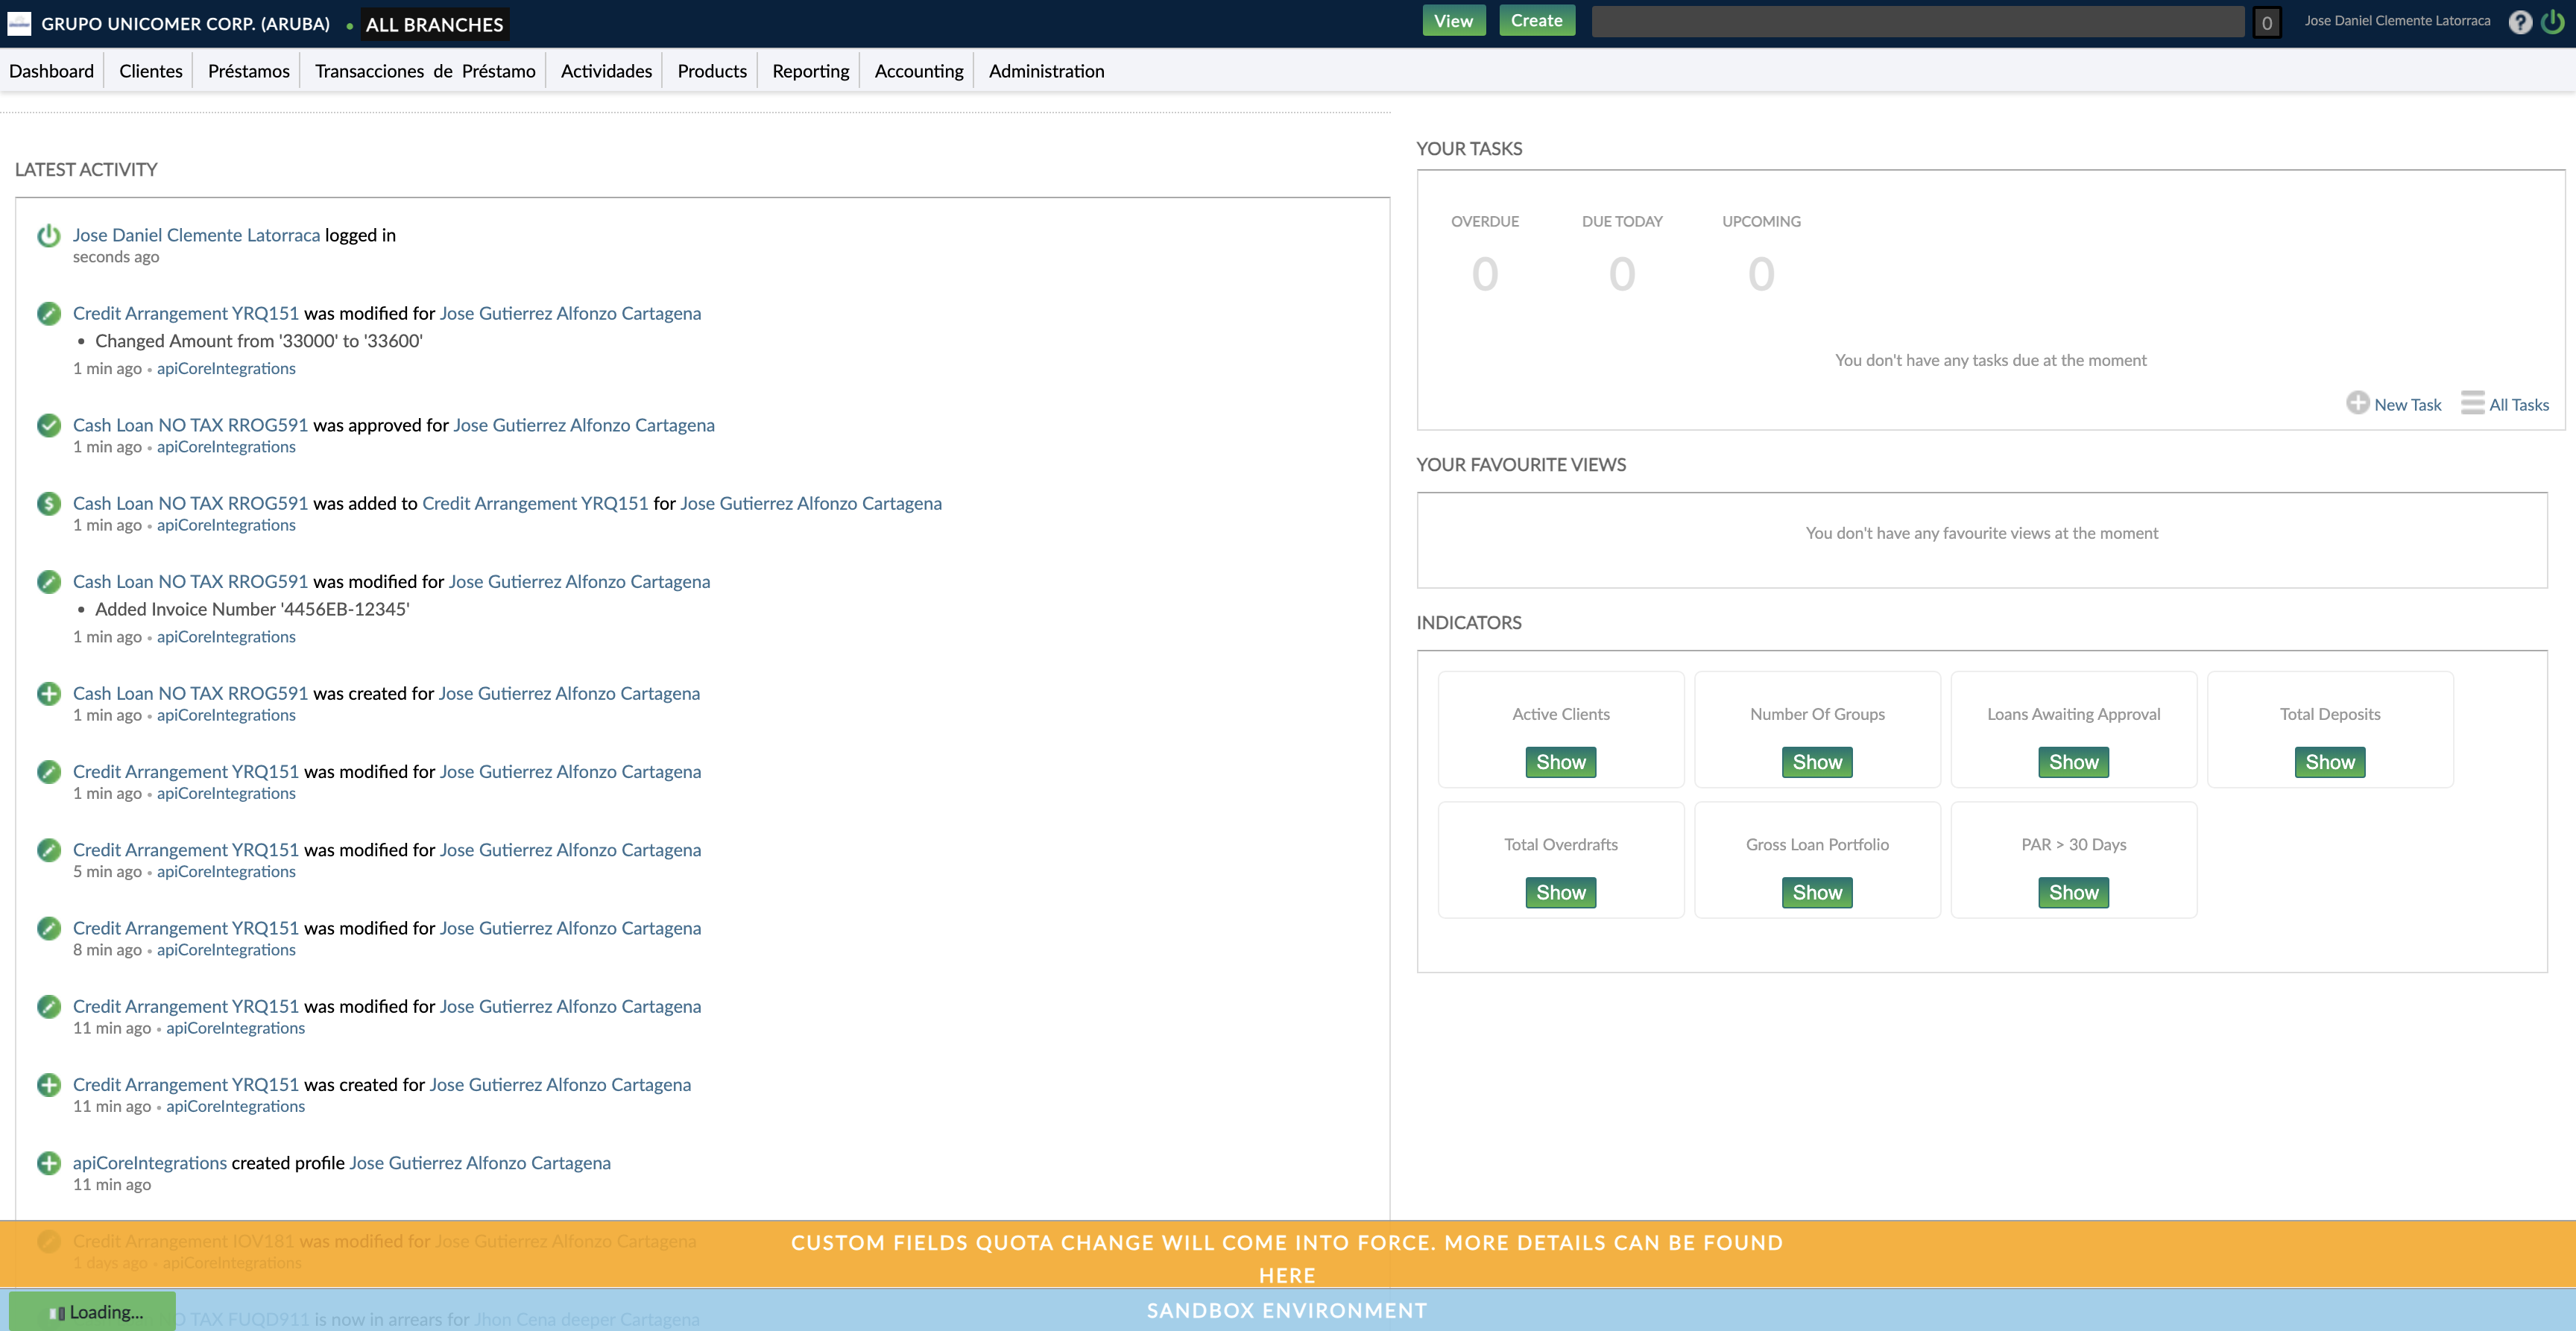 GRUPO UNICOMER CORP. (ARUBA) • ALL BRANCHES
View Create 0 Jose Daniel Clemente Latorraca ?
Dashboard Clientes Préstamos Transacciones de Préstamo Actividades Products Reporting Accounting Administration
LATEST ACTIVITY
Jose Daniel Clemente Latorraca logged in
seconds ago
Credit Arrangement YRQ151 was modified for Jose Gutierrez Alfonzo Cartagena
• Changed Amount from '33000' to '33600'
1 min ago • apiCoreIntegrations
Cash Loan NO TAX RROG591 was approved for Jose Gutierrez Alfonzo Cartagena
1 min ago • apiCoreIntegrations
Cash Loan NO TAX RROG591 was added to Credit Arrangement YRQ151 for Jose Gutierrez Alfonzo Cartagena
1 min ago • apiCoreIntegrations
Cash Loan NO TAX RROG591 was modified for Jose Gutierrez Alfonzo Cartagena
• Added Invoice Number '4456EB-12345'
1 min ago • apiCoreIntegrations
Cash Loan NO TAX RROG591 was created for Jose Gutierrez Alfonzo Cartagena
1 min ago • apiCoreIntegrations
Credit Arrangement YRQ151 was modified for Jose Gutierrez Alfonzo Cartagena
1 min ago • apiCoreIntegrations
Credit Arrangement YRQ151 was modified for Jose Gutierrez Alfonzo Cartagena
5 min ago • apiCoreIntegrations
Credit Arrangement YRQ151 was modified for Jose Gutierrez Alfonzo Cartagena
8 min ago • apiCoreIntegrations
Credit Arrangement YRQ151 was modified for Jose Gutierrez Alfonzo Cartagena
11 min ago • apiCoreIntegrations
Credit Arrangement YRQ151 was created for Jose Gutierrez Alfonzo Cartagena
11 min ago • apiCoreIntegrations
apiCoreIntegrations created profile Jose Gutierrez Alfonzo Cartagena
11 min ago
Credit Arrangement IOV181 was modified for Jose Gutierrez Alfonzo Cartagena
1 days ago • apiCoreIntegrations
NO TAX FUQD911 is now in arrears for Jhon Cena deeper Cartagena
YOUR TASKS
OVERDUE DUE TODAY UPCOMING
0 0 0
You don't have any tasks due at the moment
New Task All Tasks
YOUR FAVOURITE VIEWS
You don't have any favourite views at the moment
INDICATORS
Active Clients Number Of Groups Loans Awaiting Approval Total Deposits
Show Show Show Show
Total Overdrafts Gross Loan Portfolio PAR > 30 Days
Show Show Show
CUSTOM FIELDS QUOTA CHANGE WILL COME INTO FORCE. MORE DETAILS CAN BE FOUND
HERE
Loading...
SANDBOX ENVIRONMENT